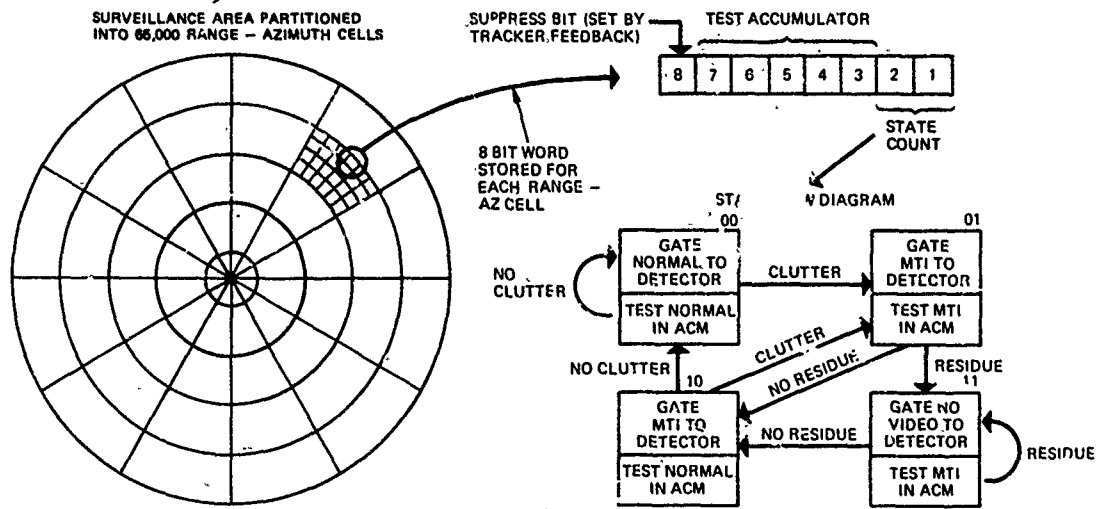 SURVEILLANCE AREA PARTITIONED
INTO 65,000 RANGE – AZIMUTH CELLS
SUPPRESS BIT (SET BY
TRACKER FEEDBACK)
TEST ACCUMULATOR
8 7 6 5 4 3 2 1
STATE
COUNT
8 BIT WORD
STORED FOR
EACH RANGE –
AZ CELL
DIAGRAM
00
GATE
NORMAL TO
DETECTOR
TEST NORMAL
IN ACM
NO
CLUTTER
CLUTTER
01
GATE
MTI TO
DETECTOR
TEST MTI
IN ACM
NO CLUTTER
CLUTTER
NO RESIDUE
RESIDUE
10
GATE
MTI TO
DETECTOR
TEST NORMAL
IN ACM
NO RESIDUE
11
GATE NO
VIDEO TO
DETECTOR
TEST MTI
IN ACM
RESIDUE